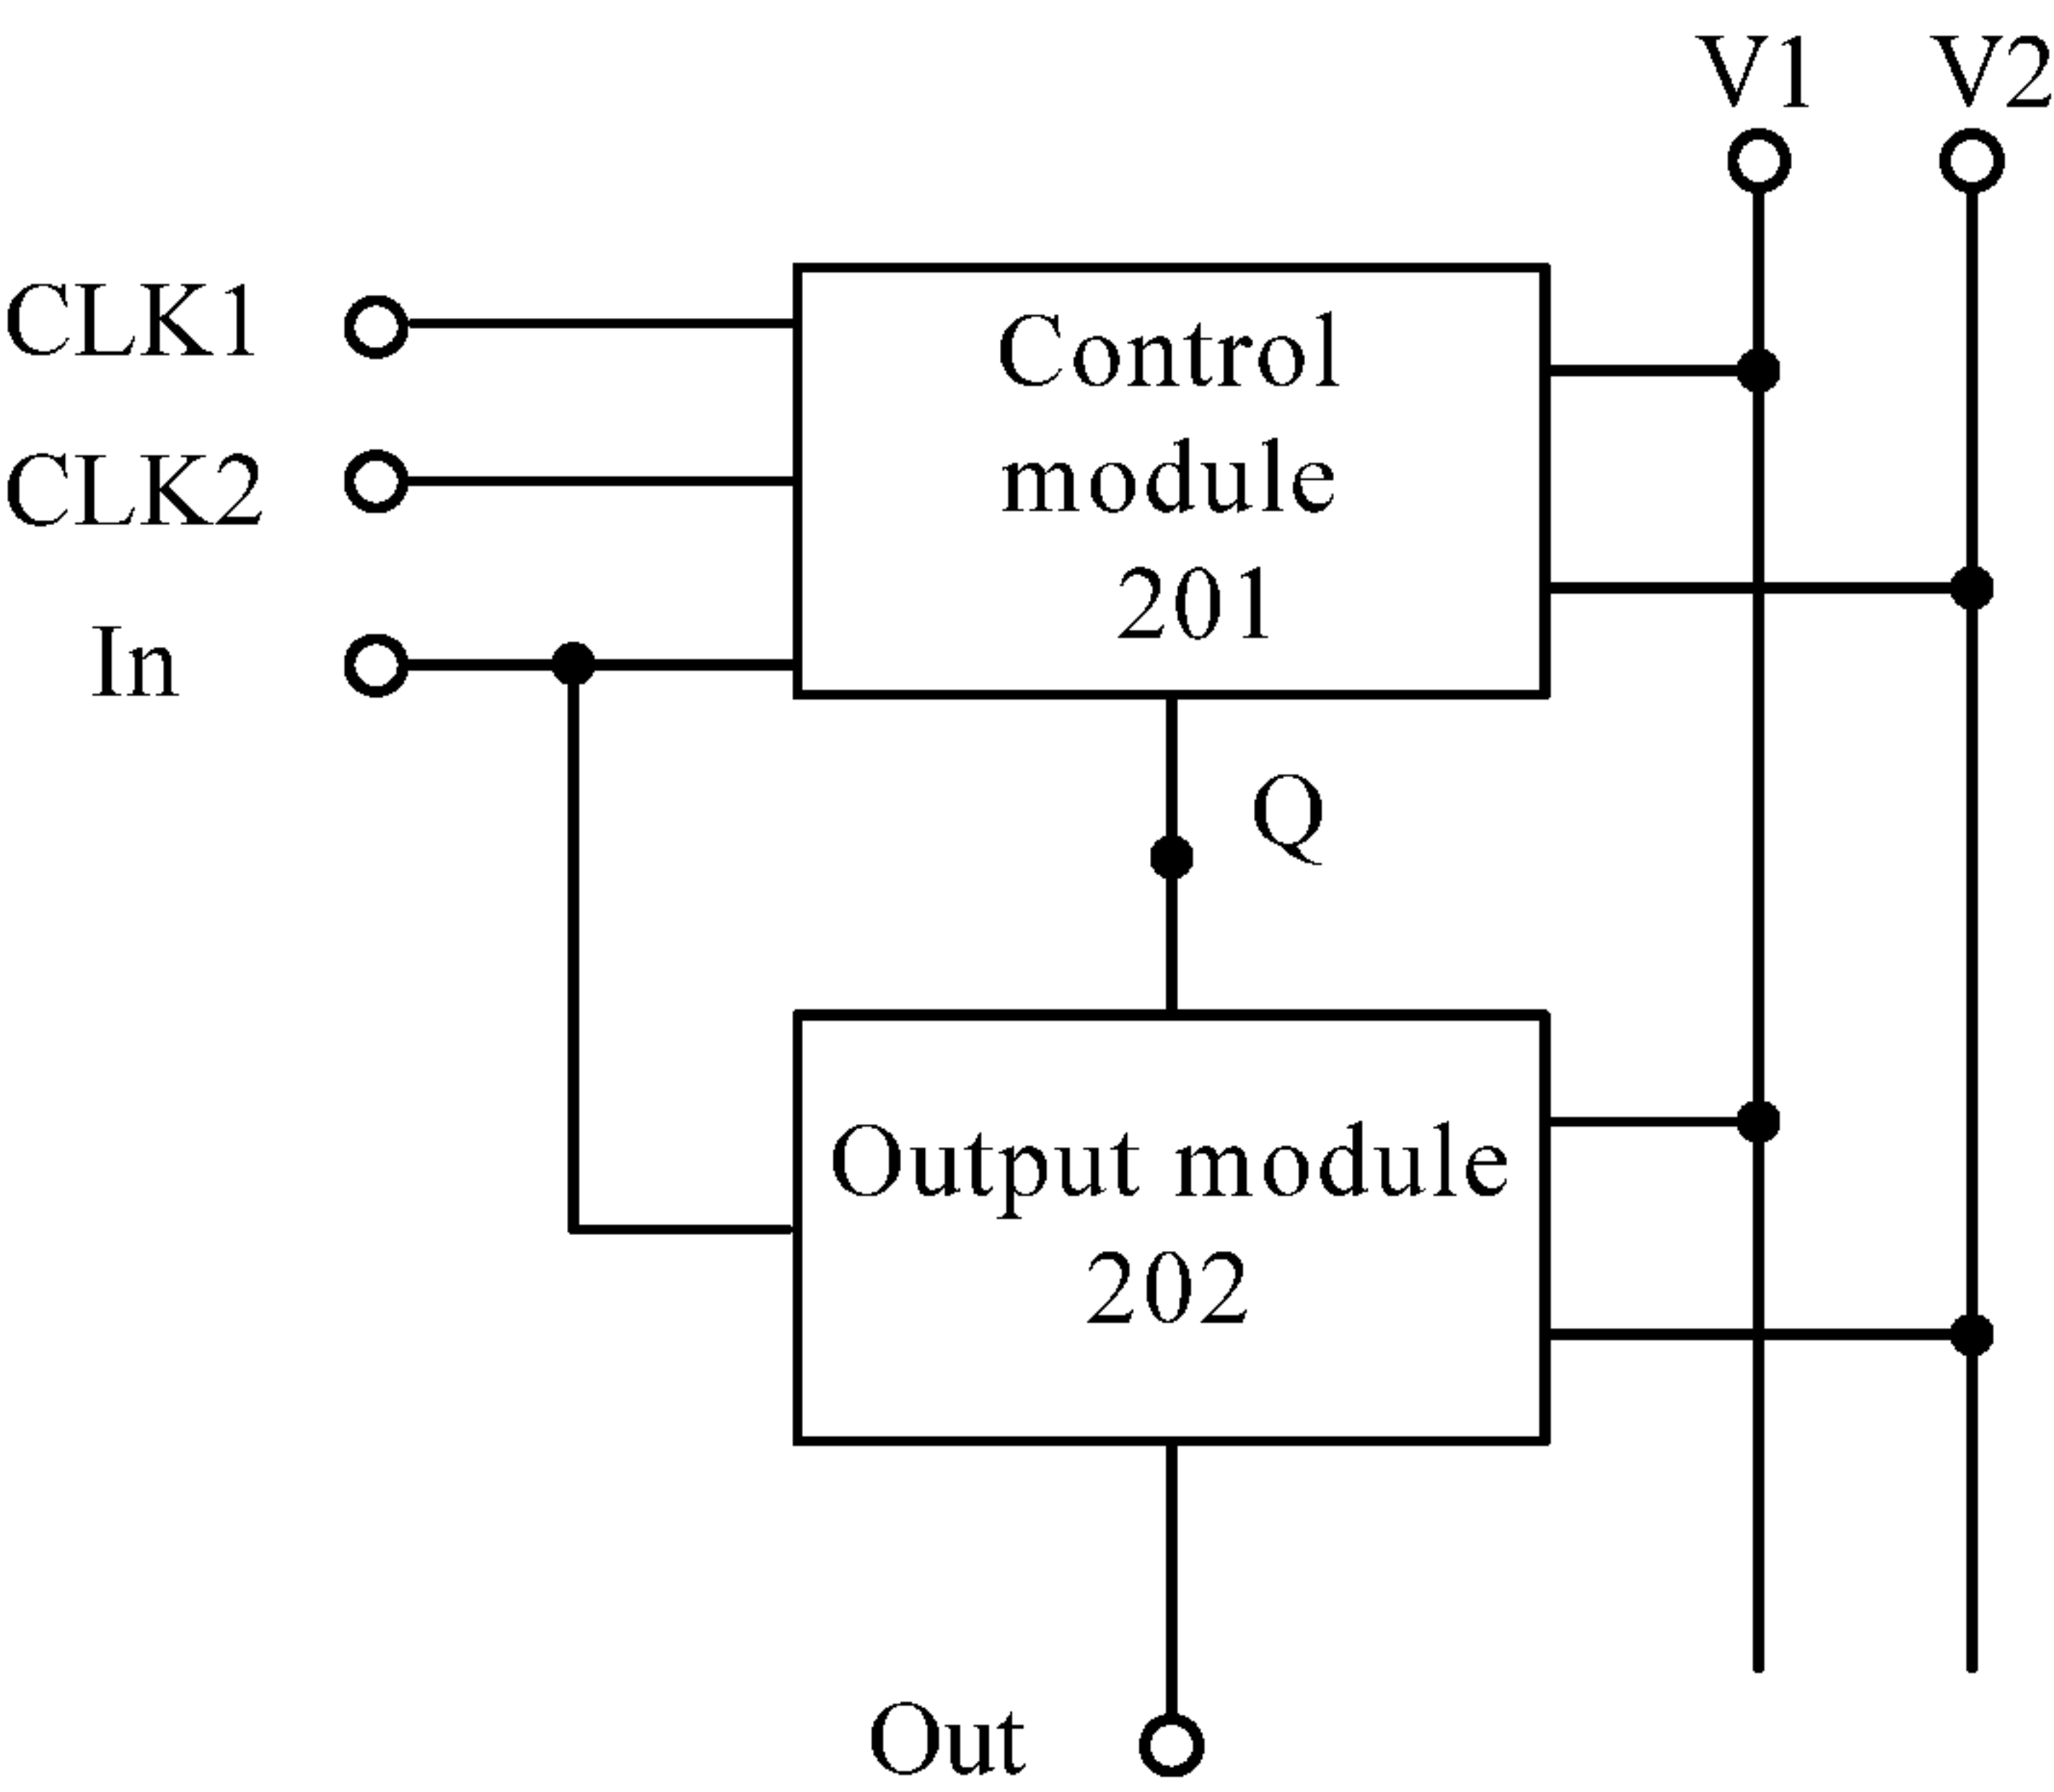 V1 V2
CLK1
Control
module
201
CLK2
In
Q
Output module
202
Out